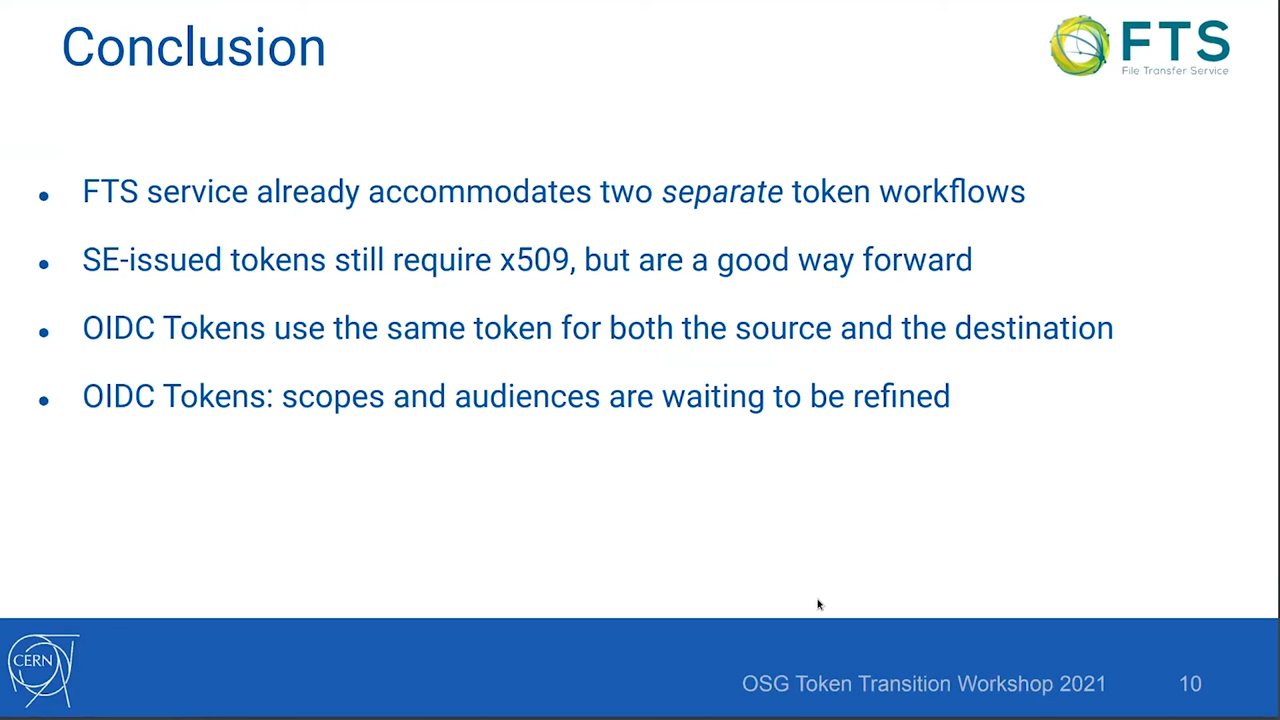 Conclusion
FTS
File Transfer Service
• FTS service already accommodates two separate token workflows
• SE-issued tokens still require x509, but are a good way forward
• OIDC Tokens use the same token for both the source and the destination
• OIDC Tokens: scopes and audiences are waiting to be refined
CERN
OSG Token Transition Workshop 2021
10